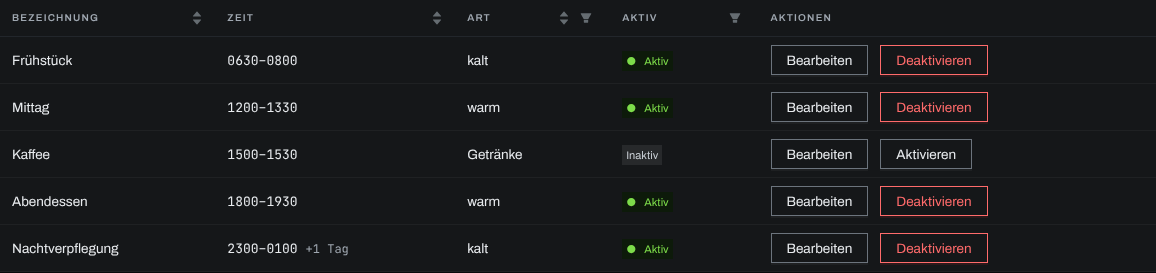 BEZEICHNUNG ZEIT ART AKTIV AKTIONEN
Frühstück 0630–0800 kalt Aktiv Bearbeiten Deaktivieren
Mittag 1200–1330 warm Aktiv Bearbeiten Deaktivieren
Kaffee 1500–1530 Getränke Inaktiv Bearbeiten Aktivieren
Abendessen 1800–1930 warm Aktiv Bearbeiten Deaktivieren
Nachtverpflegung 2300–0100 +1 Tag kalt Aktiv Bearbeiten Deaktivieren